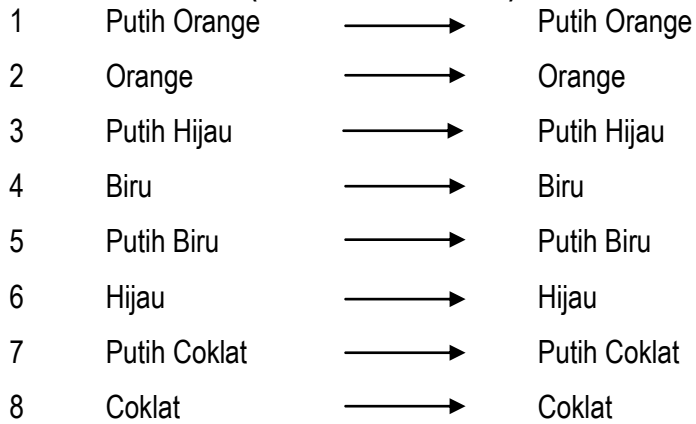 1 Putih Orange Putih Orange
2 Orange Orange
3 Putih Hijau Putih Hijau
4 Biru Biru
5 Putih Biru Putih Biru
6 Hijau Hijau
7 Putih Coklat Putih Coklat
8 Coklat Coklat